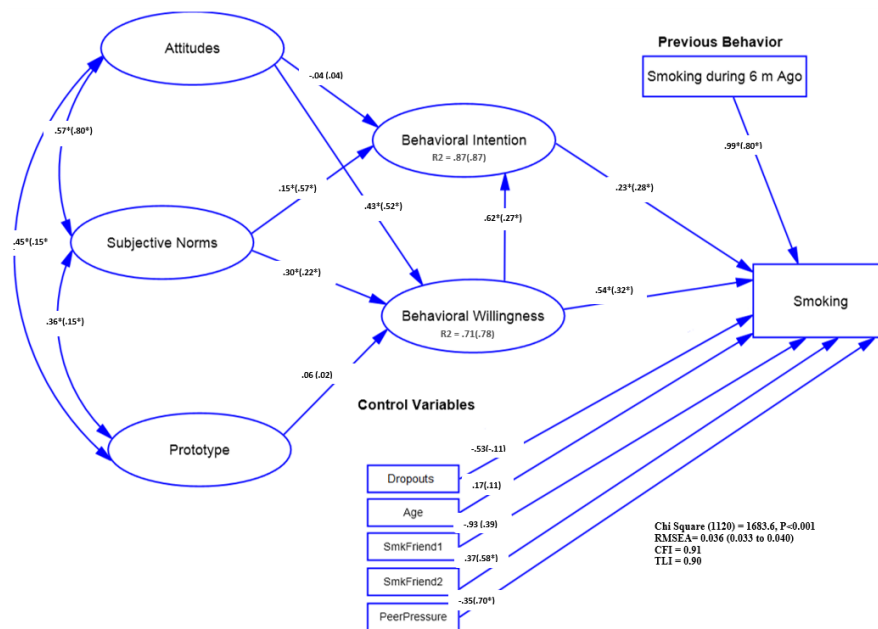 Attitudes
Previous Behavior
Smoking during 6 m Ago
-.04 (.04)
.57*(.80*)
Behavioral Intention
R2 = .87(.87)
.99*(.80*)
.15*(.57*)
.43*(.52*)
.23*(.28*)
.62*(.27*)
.45*(.15*
Subjective Norms
.30*(.22*)
.54*(.32*)
Smoking
Behavioral Willingness
R2 = .71(.78)
.36*(.15*)
.06 (.02)
Control Variables
Prototype
-.53(-.11)
Dropouts
.17(.11)
Age
-.93 (.39)
SmkFriend1
.37(.58*)
SmkFriend2
-.35(.70*)
PeerPressure
Chi Square (1120) = 1683.6, P<0.001
RMSEA= 0.036 (0.033 to 0.040)
CFI = 0.91
TLI = 0.90